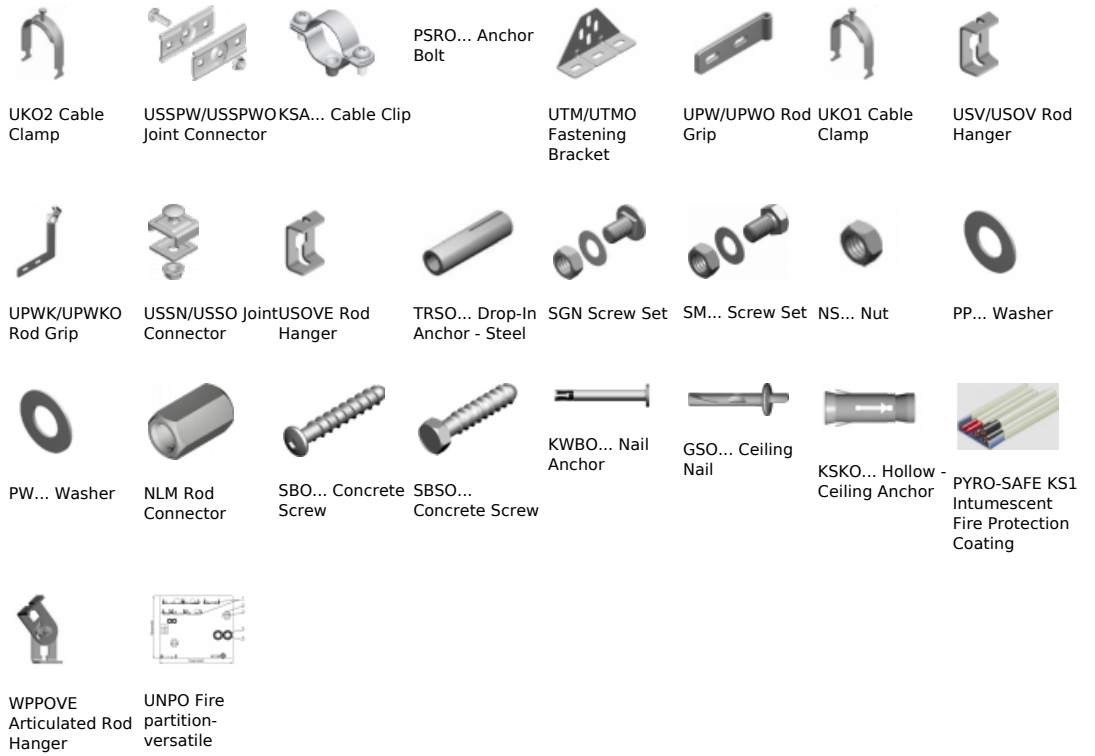 UKO2 Cable
Clamp
USSPW/USSPWO
Joint Connector
KSA... Cable Clip
PSRO... Anchor
Bolt
UTM/UTMO
Fastening
Bracket
UPW/UPWO Rod
Grip
UKO1 Cable
Clamp
USV/USOV Rod
Hanger
UPWK/UPWKO
Rod Grip
USSN/USSO Joint
Connector
USOVE Rod
Hanger
TRSO... Drop-In
Anchor - Steel
SGN Screw Set
SM... Screw Set
NS... Nut
PP... Washer
PW... Washer
NLM Rod
Connector
SBO... Concrete
Screw
SBSO...
Concrete Screw
KWBO... Nail
Anchor
GSO... Ceiling
Nail
KSKO... Hollow -
Ceiling Anchor
PYRO-SAFE KS1
Intumescent
Fire Protection
Coating
WPPOVE
Articulated Rod
Hanger
UNPO Fire
partition-
versatile